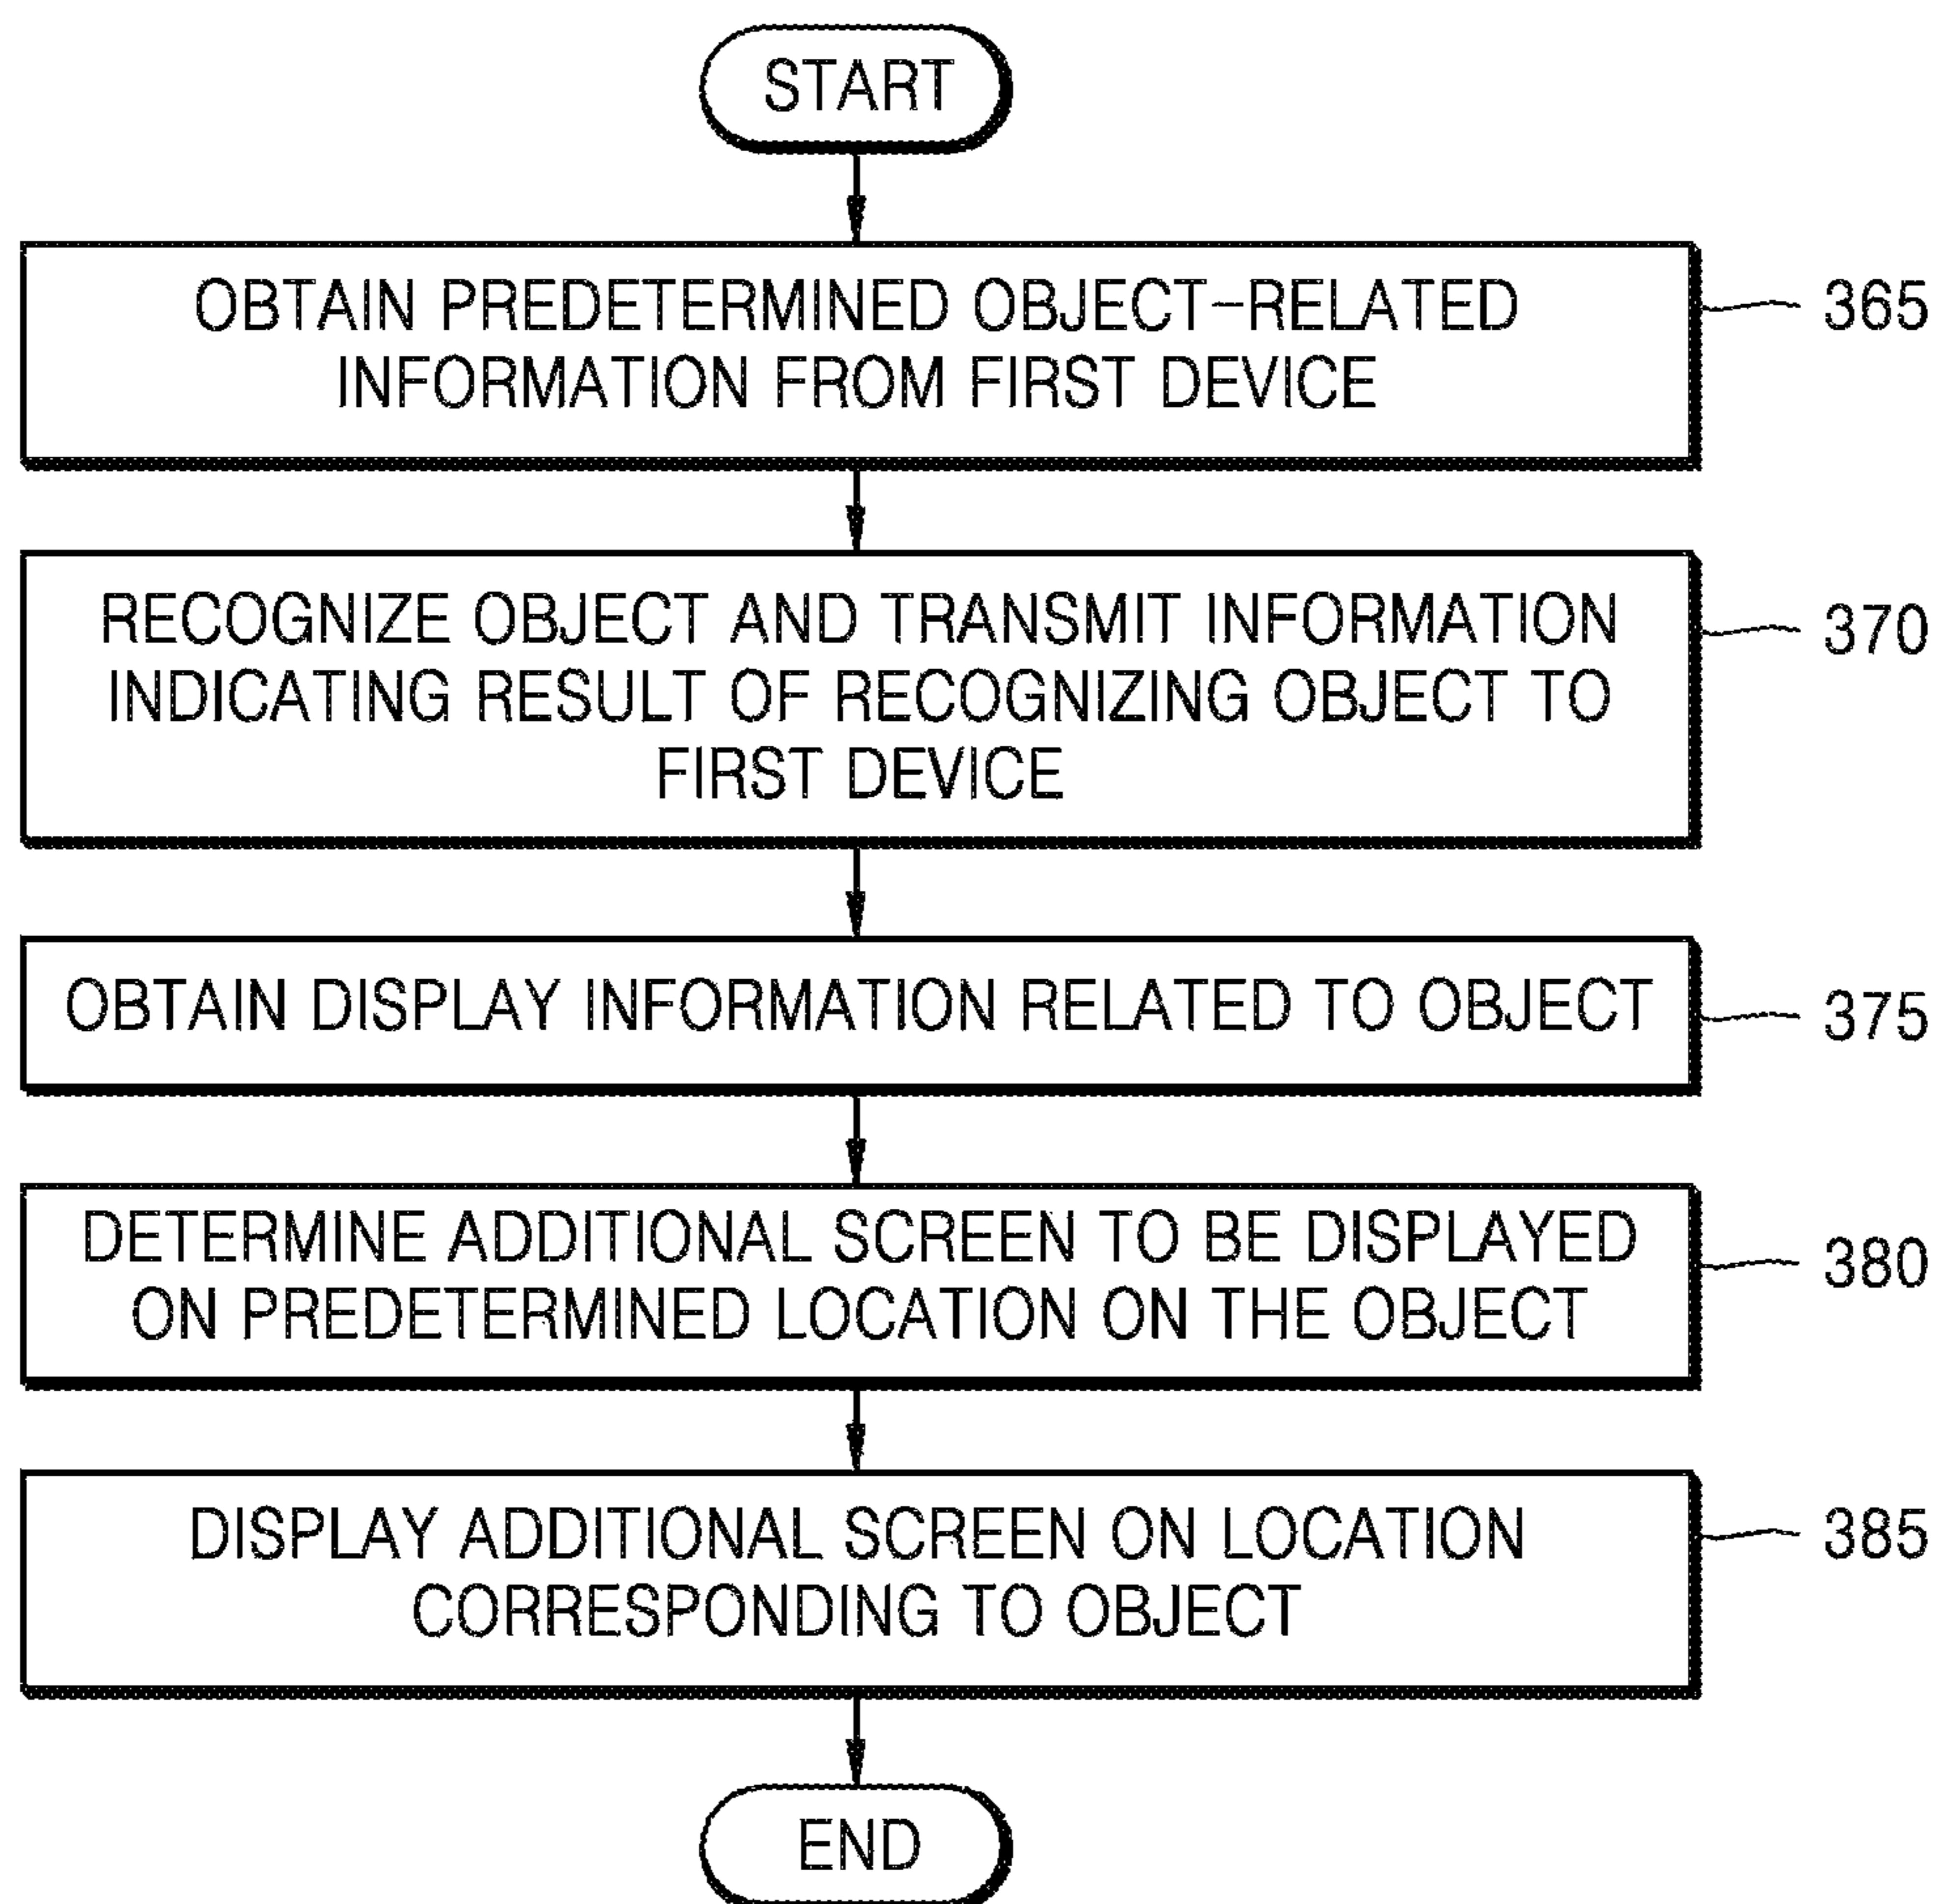 START
OBTAIN PREDETERMINED OBJECT-RELATED
INFORMATION FROM FIRST DEVICE
365
RECOGNIZE OBJECT AND TRANSMIT INFORMATION
INDICATING RESULT OF RECOGNIZING OBJECT TO
FIRST DEVICE
370
OBTAIN DISPLAY INFORMATION RELATED TO OBJECT
375
DETERMINE ADDITIONAL SCREEN TO BE DISPLAYED
ON PREDETERMINED LOCATION ON THE OBJECT
380
DISPLAY ADDITIONAL SCREEN ON LOCATION
CORRESPONDING TO OBJECT
385
END